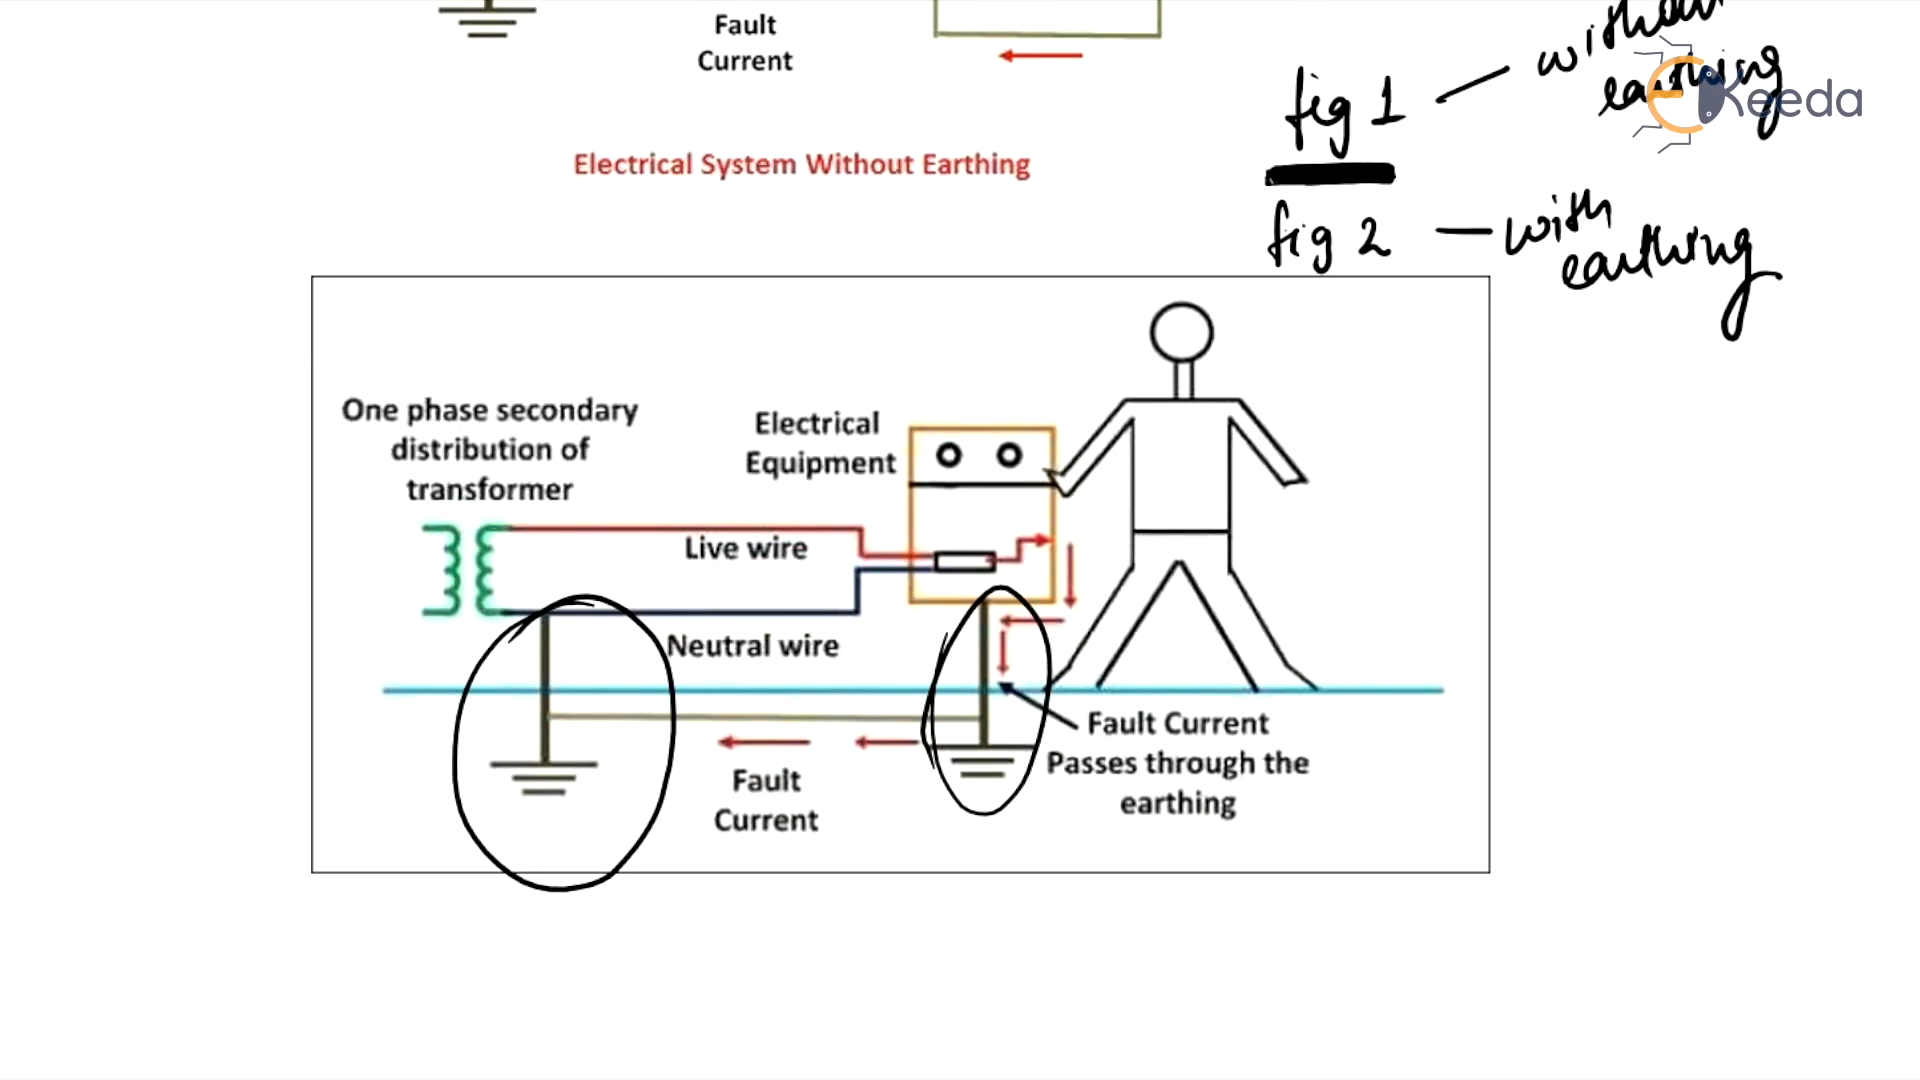 Fault
Current
without
earthing
fig 1
eKeeda
Electrical System Without Earthing
fig 2 — with
earthing
One phase secondary
distribution of
transformer
Electrical
Equipment
Live wire
Neutral wire
Fault Current
Passes through the
earthing
Fault
Current